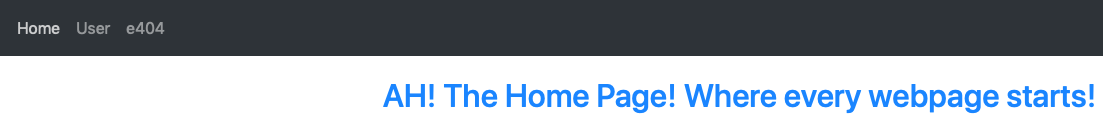 Home User e404
AH! The Home Page! Where every webpage starts!